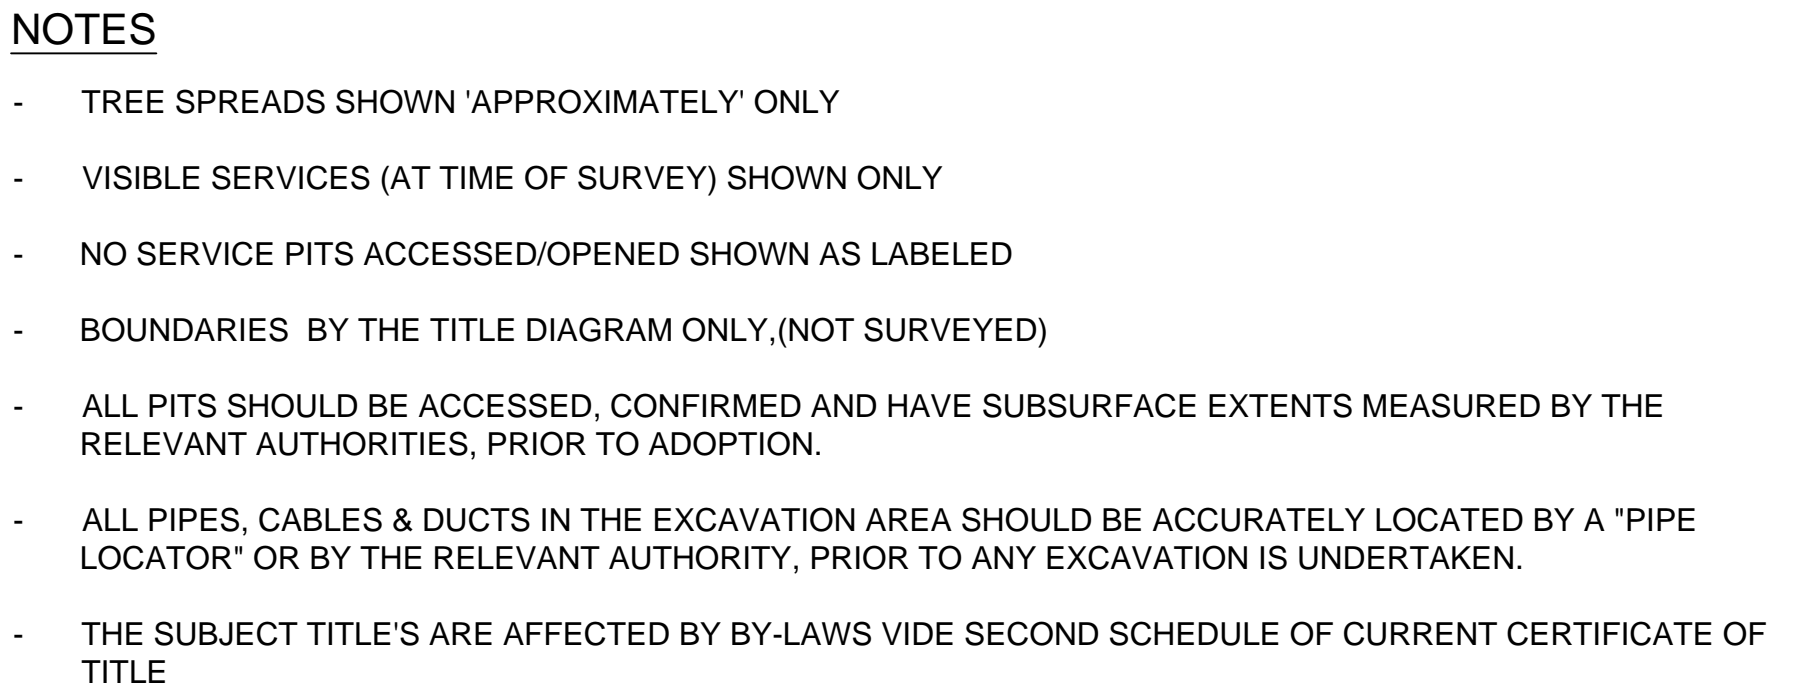 NOTES
- TREE SPREADS SHOWN 'APPROXIMATELY' ONLY
- VISIBLE SERVICES (AT TIME OF SURVEY) SHOWN ONLY
- NO SERVICE PITS ACCESSED/OPENED SHOWN AS LABELED
- BOUNDARIES  BY THE TITLE DIAGRAM ONLY,(NOT SURVEYED)
- ALL PITS SHOULD BE ACCESSED, CONFIRMED AND HAVE SUBSURFACE EXTENTS MEASURED BY THE
RELEVANT AUTHORITIES, PRIOR TO ADOPTION.
- ALL PIPES, CABLES & DUCTS IN THE EXCAVATION AREA SHOULD BE ACCURATELY LOCATED BY A "PIPE
LOCATOR" OR BY THE RELEVANT AUTHORITY, PRIOR TO ANY EXCAVATION IS UNDERTAKEN.
- THE SUBJECT TITLE'S ARE AFFECTED BY BY-LAWS VIDE SECOND SCHEDULE OF CURRENT CERTIFICATE OF
TITLE